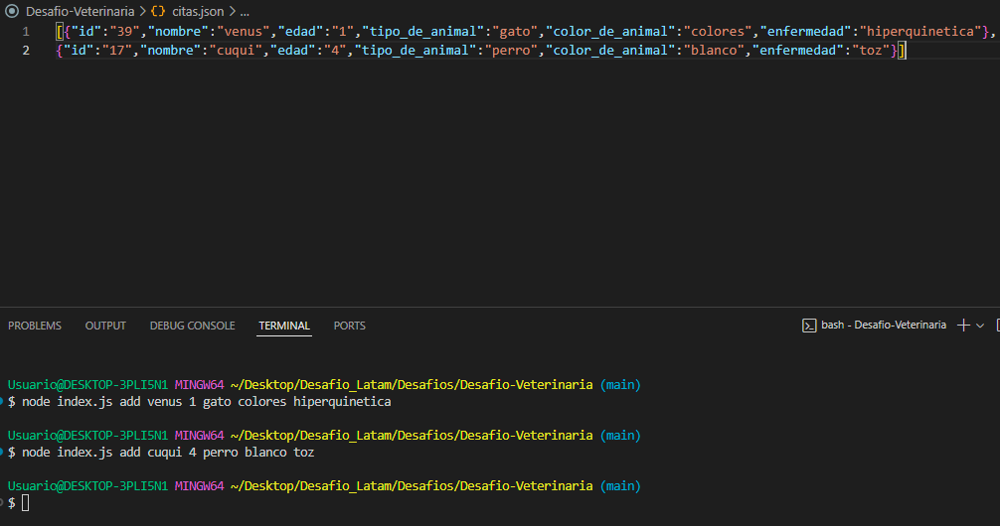 Desafio-Veterinaria > {} citas.json > ...
1 [{"id":"39","nombre":"venus","edad":"1","tipo_de_animal":"gato","color_de_animal":"colores","enfermedad":"hiperquinetica"},
2 {"id":"17","nombre":"cuqui","edad":"4","tipo_de_animal":"perro","color_de_animal":"blanco","enfermedad":"toz"}]
PROBLEMS OUTPUT DEBUG CONSOLE TERMINAL PORTS bash - Desafio-Veterinaria
Usuario@DESKTOP-3PLI5N1 MINGW64 ~/Desktop/Desafio_Latam/Desafios/Desafio-Veterinaria (main)
$ node index.js add venus 1 gato colores hiperquinetica
Usuario@DESKTOP-3PLI5N1 MINGW64 ~/Desktop/Desafio_Latam/Desafios/Desafio-Veterinaria (main)
$ node index.js add cuqui 4 perro blanco toz
Usuario@DESKTOP-3PLI5N1 MINGW64 ~/Desktop/Desafio_Latam/Desafios/Desafio-Veterinaria (main)
$